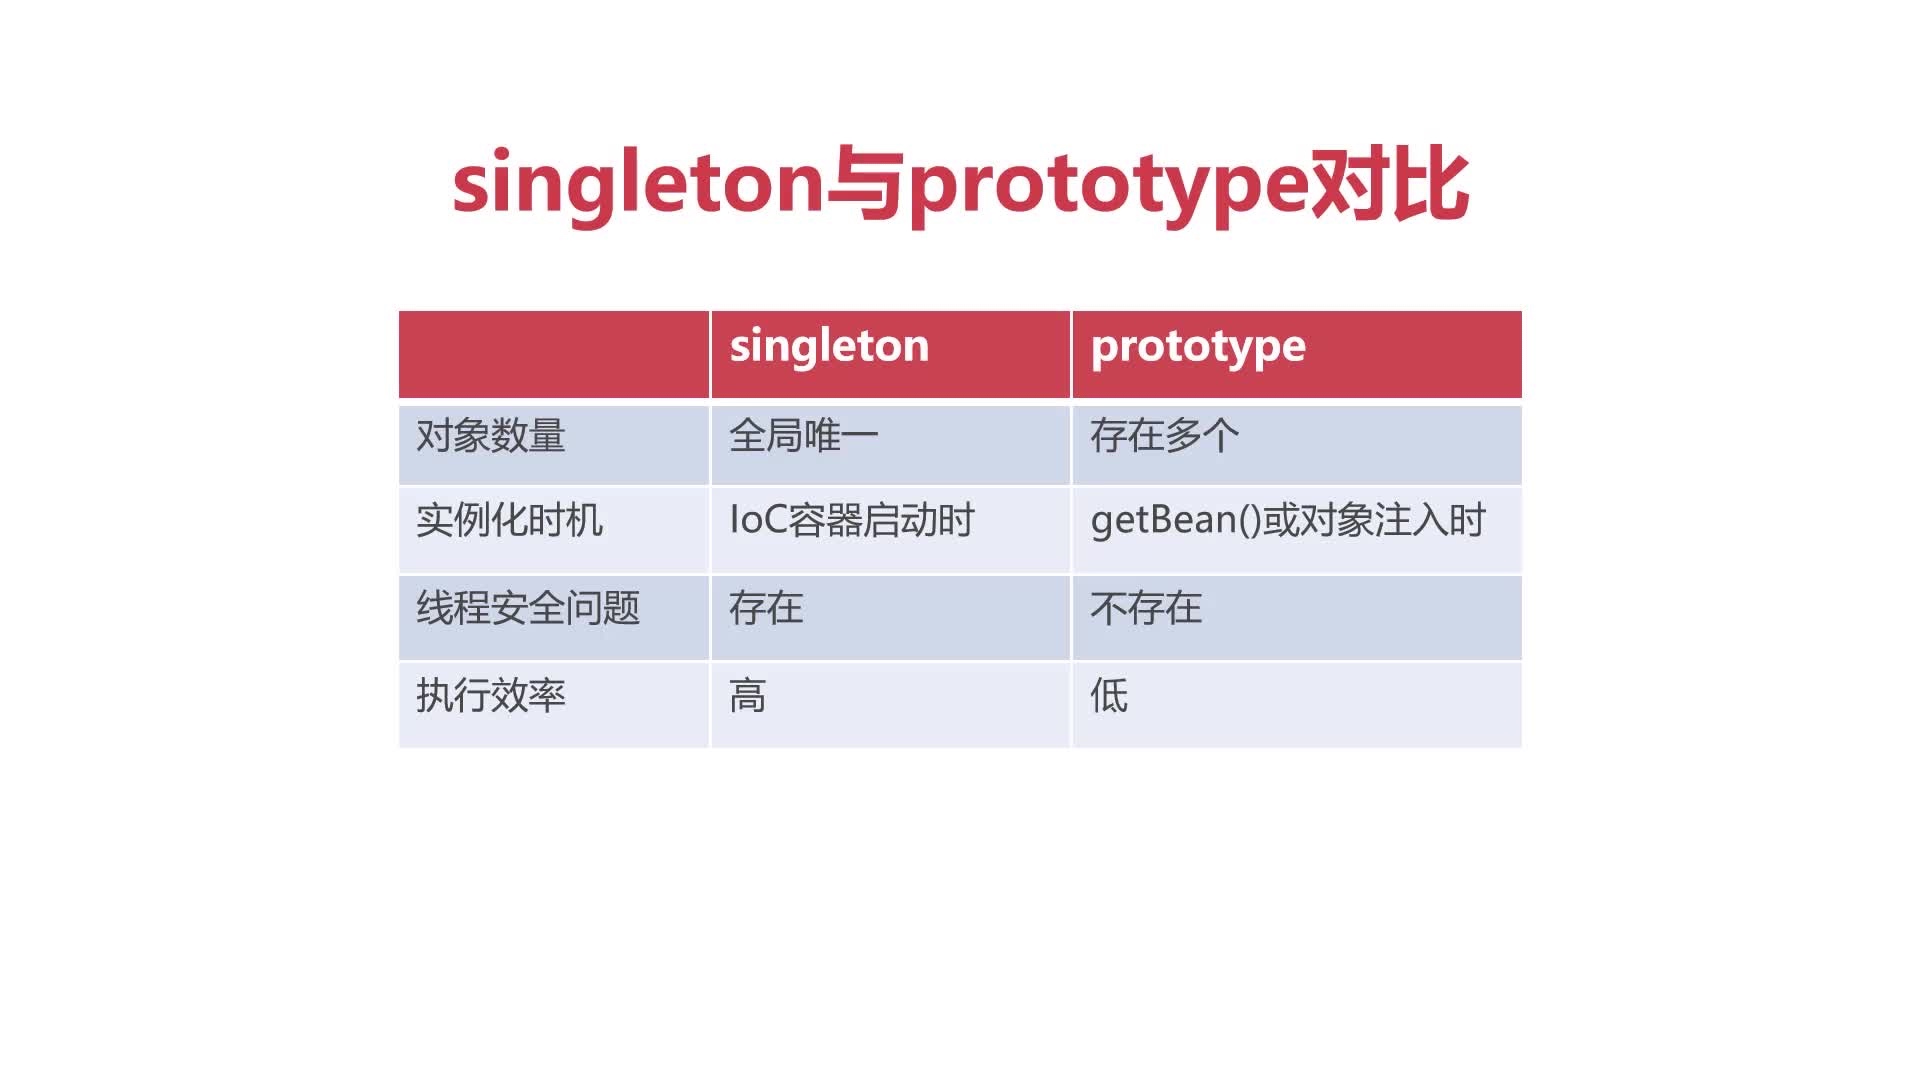 singleton与prototype对比
singleton prototype
对象数量 全局唯一 存在多个
实例化时机 IoC容器启动时 getBean()或对象注入时
线程安全问题 存在 不存在
执行效率 高 低